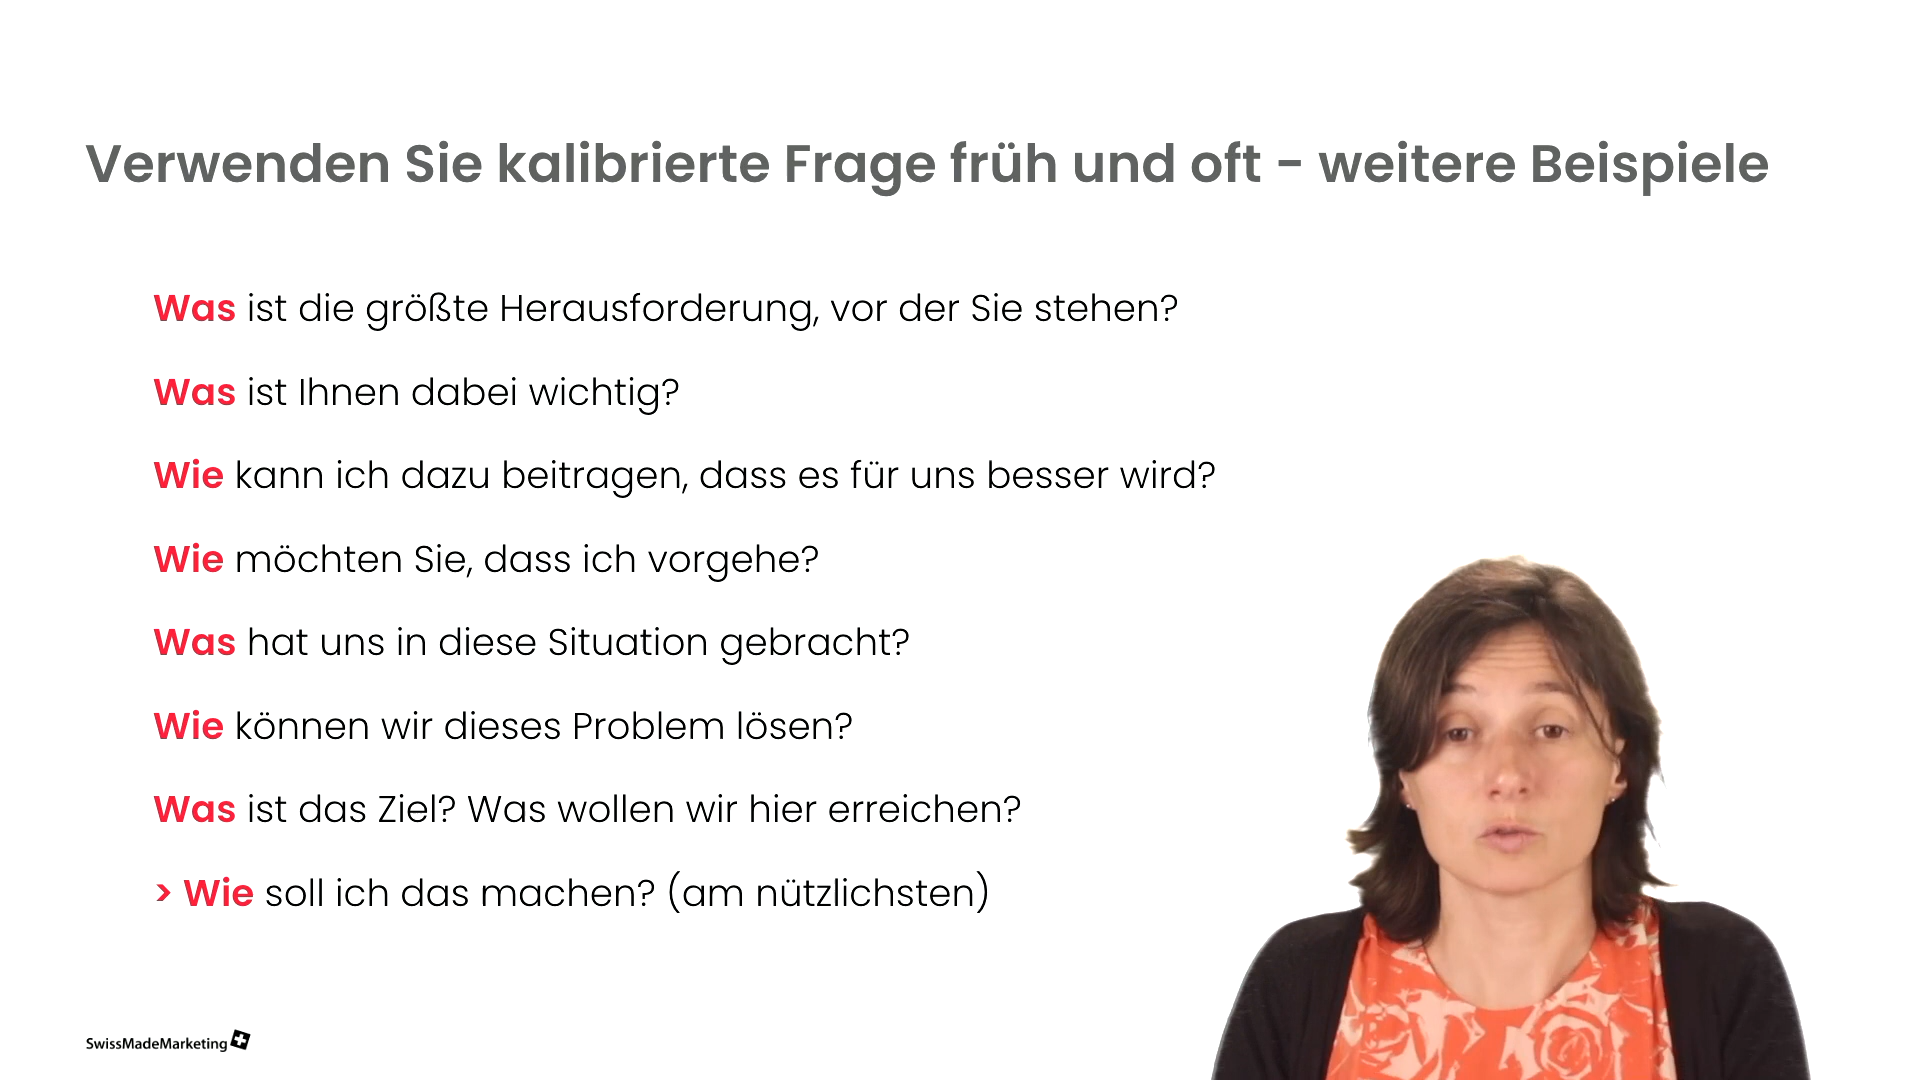 Verwenden Sie kalibrierte Frage früh und oft - weitere Beispiele
Was ist die größte Herausforderung, vor der Sie stehen?
Was ist Ihnen dabei wichtig?
Wie kann ich dazu beitragen, dass es für uns besser wird?
Wie möchten Sie, dass ich vorgehe?
Was hat uns in diese Situation gebracht?
Wie können wir dieses Problem lösen?
Was ist das Ziel? Was wollen wir hier erreichen?
> Wie soll ich das machen? (am nützlichsten)
SwissMadeMarketing